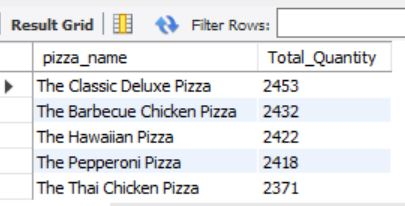 Result Grid Filter Rows:
pizza_name Total_Quantity
The Classic Deluxe Pizza 2453
The Barbecue Chicken Pizza 2432
The Hawaiian Pizza 2422
The Pepperoni Pizza 2418
The Thai Chicken Pizza 2371